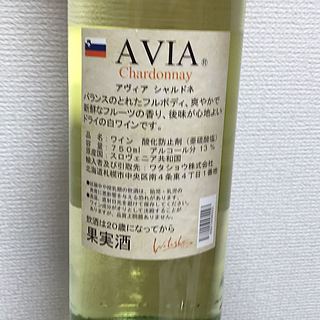 AVIA®
Chardonnay
アヴィア シャルドネ
バランスのとれたフルボディ、爽やかで
新鮮なフルーツの香り、後味が心地よい
ドライの白ワインです。
品名:ワイン 酸化防止剤(亜硫酸塩)
容量:750ml アルコール分13%
原産国:スロヴェニア共和国
輸入者及び引取先:ワタショウ株式会社
北海道札幌市中央区南4条東4丁目1番地
飲酒は20歳になってから
果実酒